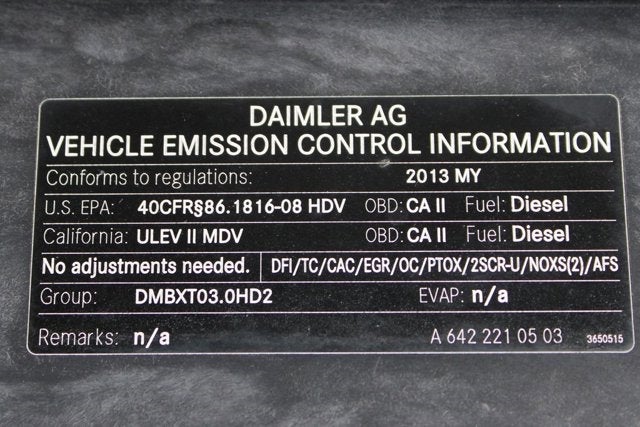 DAIMLER AG
VEHICLE EMISSION CONTROL INFORMATION
Conforms to regulations: 2013 MY
U.S. EPA: 40CFR§86.1816-08 HDV OBD: CA II Fuel: Diesel
California: ULEV II MDV OBD: CA II Fuel: Diesel
No adjustments needed. DFI/TC/CAC/EGR/OC/PTOX/2SCR-U/NOXS(2)/AFS
Group: DMBXT03.0HD2 EVAP: n/a
Remarks: n/a A 642 221 05 03 3650515